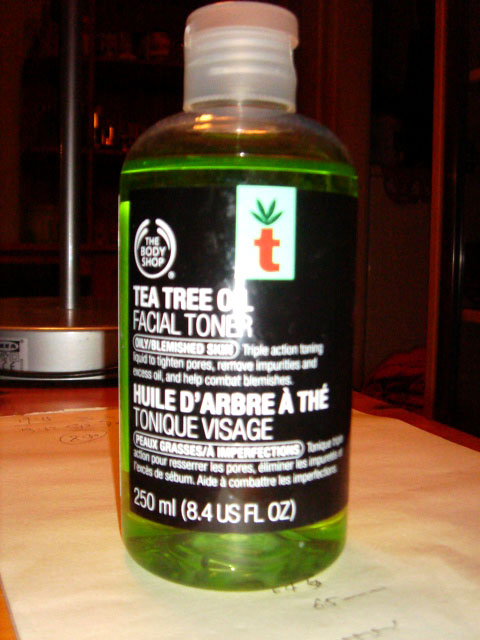 THE
BODY
SHOP
t
TEA TREE OIL
FACIAL TONER
OILY/BLEMISHED SKIN Triple action toning
liquid to tighten pores, remove impurities and
excess oil, and help combat blemishes.
HUILE D'ARBRE À THÉ
TONIQUE VISAGE
PEAUX GRASSES/À IMPERFECTIONS Tonique triple
action pour resserrer les pores, éliminer les impuretés et
l'excès de sébum. Aide à combattre les imperfections.
250 ml (8.4 US FL OZ)